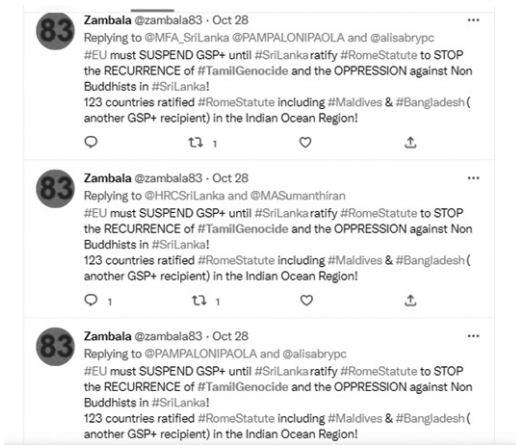 83
Zambala @zambala83 · Oct 28
Replying to @MFA_SriLanka @PAMPALONIPAOLA and @alisabrypc
#EU must SUSPEND GSP+ until #SriLanka ratify #RomeStatute to STOP
the RECURRENCE of #TamilGenocide and the OPPRESSION against Non
Buddhists in #SriLanka!
123 countries ratified #RomeStatute including #Maldives & #Bangladesh(
another GSP+ recipient) in the Indian Ocean Region!
1
83
Zambala @zambala83 · Oct 28
Replying to @HRCSriLanka and @MASumanthiran
#EU must SUSPEND GSP+ until #SriLanka ratify #RomeStatute to STOP
the RECURRENCE of #TamilGenocide and the OPPRESSION against Non
Buddhists in #SriLanka!
123 countries ratified #RomeStatute including #Maldives & #Bangladesh(
another GSP+ recipient) in the Indian Ocean Region!
1 1
83
Zambala @zambala83 · Oct 28
Replying to @PAMPALONIPAOLA and @alisabrypc
#EU must SUSPEND GSP+ until #SriLanka ratify #RomeStatute to STOP
the RECURRENCE of #TamilGenocide and the OPPRESSION against Non
Buddhists in #SriLanka!
123 countries ratified #RomeStatute including #Maldives & #Bangladesh(
another GSP+ recipient) in the Indian Ocean Region!